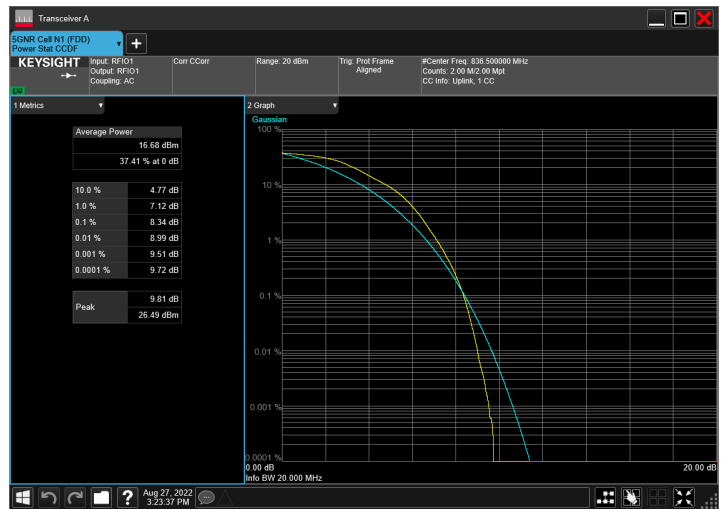 Transceiver A
5GNR Cell N1 (FDD)
Power Stat CCDF
KEYSIGHT
LXI
Input: RFIO1
Output: RFIO1
Coupling: AC
Corr CCorr
Range: 20 dBm
Trig: Prot Frame
Aligned
#Center Freq: 836.500000 MHz
Counts: 2.00 M/2.00 Mpt
CC Info: Uplink, 1 CC
1 Metrics
Average Power
16.68 dBm
37.41 % at 0 dB
10.0 % 4.77 dB
1.0 % 7.12 dB
0.1 % 8.34 dB
0.01 % 8.99 dB
0.001 % 9.51 dB
0.0001 % 9.72 dB
Peak 9.81 dB
26.49 dBm
2 Graph
Gaussian
100 %
10 %
1 %
0.1 %
0.01 %
0.001 %
0.0001 %
0.00 dB 20.00 dB
Info BW 20.000 MHz
?
Aug 27, 2022
3:23:37 PM